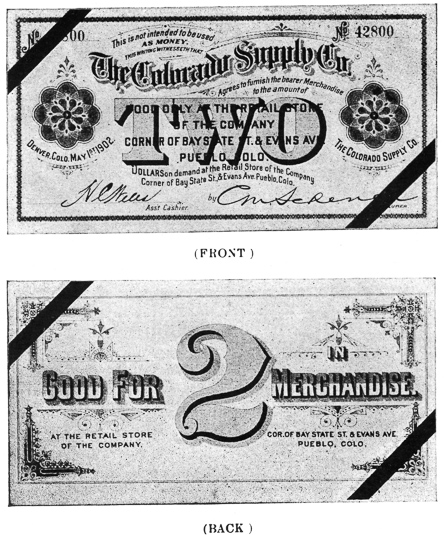 No 800
No 42800
This is not intended to be used
AS MONEY.
THIS WRITING WITNESSETH THAT
The Colorado Supply Co.
Agrees to furnish the bearer Merchandise
to the amount of
TWO
GOOD ONLY AT THE RETAIL STORE
OF THE COMPANY
CORNER OF BAY STATE ST. & EVANS AVE.
PUEBLO, COLO.
DENVER, COLO. MAY 1ST 1902
THE COLORADO SUPPLY CO.
DOLLARS on demand at the Retail Store of the Company
Corner of Bay State St. & Evans Ave. Pueblo, Colo.
by
Asst Cashier.
(FRONT)
GOOD FOR 2 IN MERCHANDISE.
AT THE RETAIL STORE
OF THE COMPANY.
COR. OF BAY STATE ST. & EVANS AVE.
PUEBLO, COLO.
(BACK)